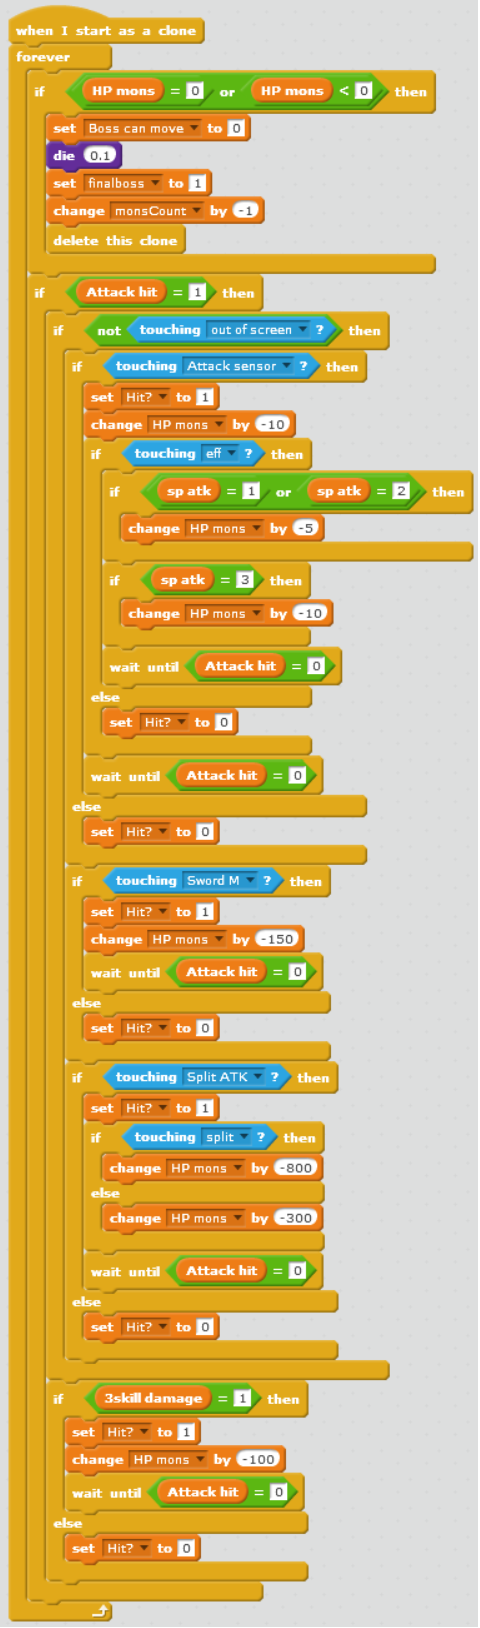 when I start as a clone
forever
if HP mons = 0 or HP mons < 0 then
set Boss can move to 0
die 0.1
set finalboss to 1
change monsCount by -1
delete this clone
if Attack hit = 1 then
if not touching out of screen ? then
if touching Attack sensor ? then
set Hit? to 1
change HP mons by -10
if touching eff ? then
if sp atk = 1 or sp atk = 2 then
change HP mons by -5
if sp atk = 3 then
change HP mons by -10
wait until Attack hit = 0
else
set Hit? to 0
wait until Attack hit = 0
else
set Hit? to 0
if touching Sword M ? then
set Hit? to 1
change HP mons by -150
wait until Attack hit = 0
else
set Hit? to 0
if touching Split ATK ? then
set Hit? to 1
if touching split ? then
change HP mons by -800
else
change HP mons by -300
wait until Attack hit = 0
else
set Hit? to 0
if 3skill damage = 1 then
set Hit? to 1
change HP mons by -100
wait until Attack hit = 0
else
set Hit? to 0